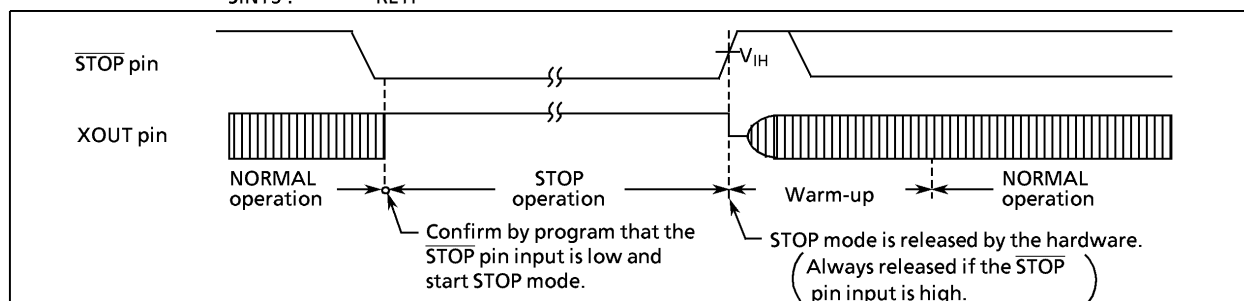 STOP pin
VIH
XOUT pin
NORMAL
operation
STOP
operation
Warm-up
NORMAL
operation
Confirm by program that the
STOP pin input is low and
start STOP mode.
STOP mode is released by the hardware.
(Always released if the STOP
pin input is high. )